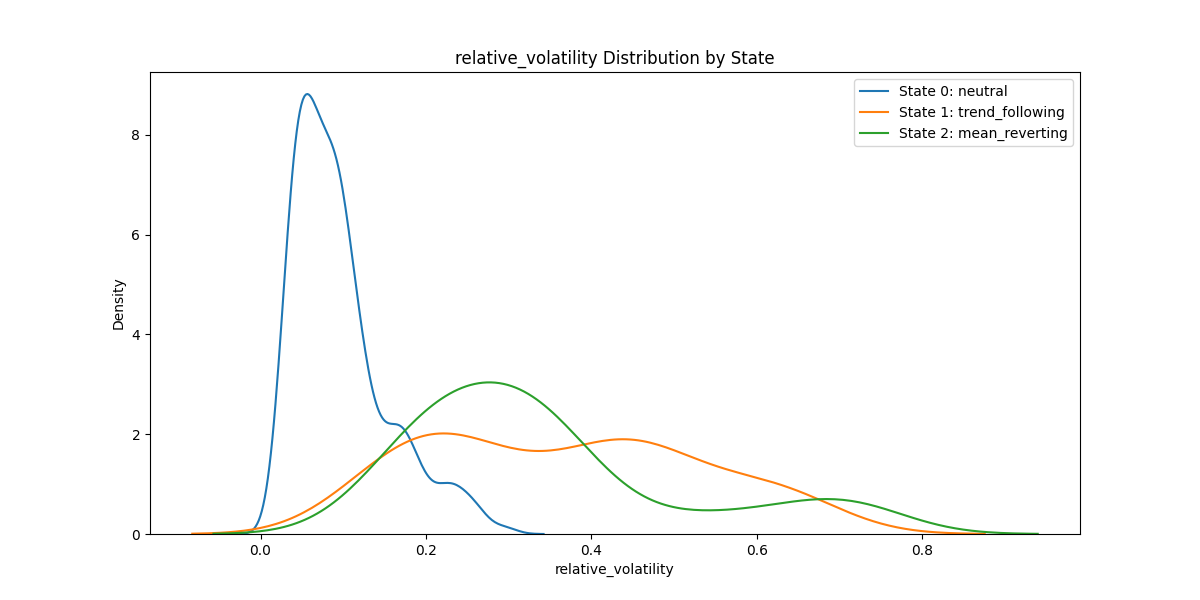 relative_volatility Distribution by State
State 0: neutral
State 1: trend_following
State 2: mean_reverting
Density
8
6
4
2
0
0.0 0.2 0.4 0.6 0.8
relative_volatility